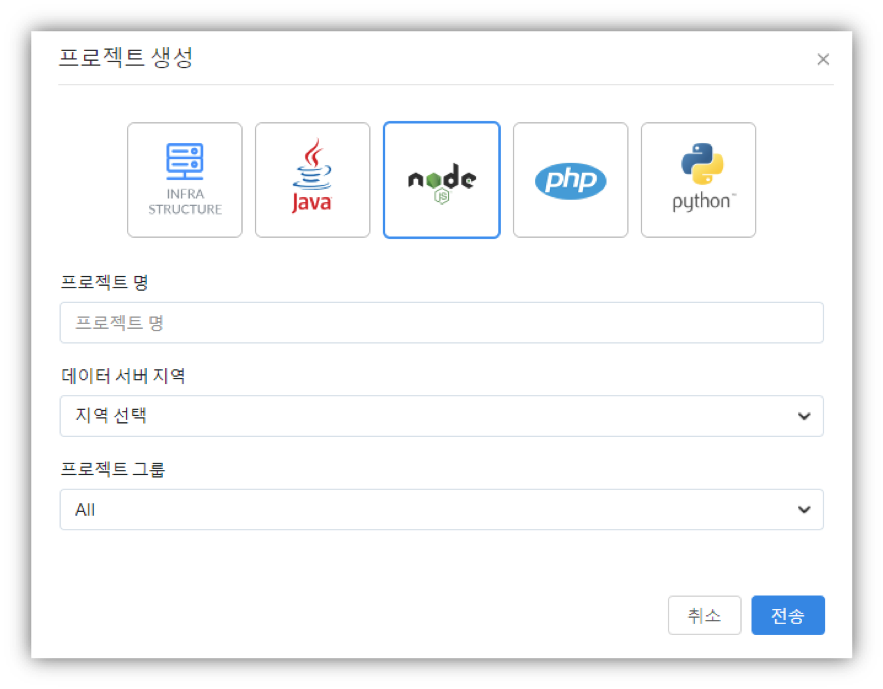 프로젝트 생성
×
INFRA
STRUCTURE
Java
node
JS
php
python™
프로젝트 명
프로젝트 명
데이터 서버 지역
지역 선택
프로젝트 그룹
All
취소
전송